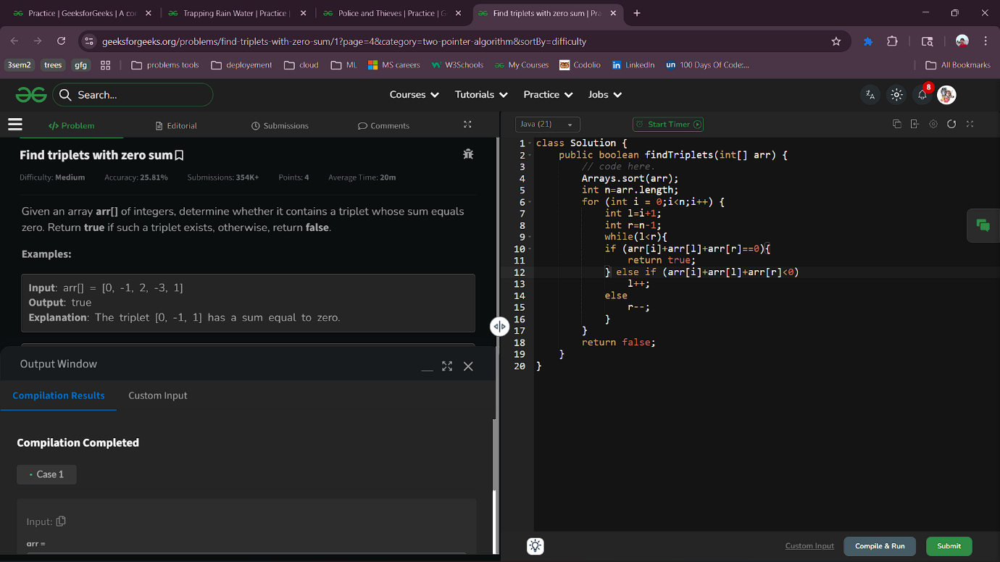 Practice | GeeksforGeeks | A co
Trapping Rain Water | Practice |
Police and Thieves | Practice | G
Find triplets with zero sum | Pra
geeksforgeeks.org/problems/find-triplets-with-zero-sum/1?page=4&category=two-pointer-algorithm&sortBy=difficulty
3sem2 trees gfg problems tools deployement cloud ML MS careers W3Schools My Courses Codolio LinkedIn 100 Days Of Code:... All Bookmarks
Search... Courses Tutorials Practice Jobs 8
Problem Editorial Submissions Comments
Find triplets with zero sum
Difficulty: Medium Accuracy: 25.81% Submissions: 354K+ Points: 4 Average Time: 20m
Given an array arr[] of integers, determine whether it contains a triplet whose sum equals
zero. Return true if such a triplet exists, otherwise, return false.
Examples:
Input: arr[] = [0, -1, 2, -3, 1]
Output: true
Explanation: The triplet [0, -1, 1] has a sum equal to zero.
Output Window
Compilation Results Custom Input
Compilation Completed
Case 1
Input:
arr =
Java (21) Start Timer
1 class Solution {
2 public boolean findTriplets(int[] arr) {
3 // code here.
4 Arrays.sort(arr);
5 int n=arr.length;
6 for (int i = 0;i<n;i++) {
7 int l=i+1;
8 int r=n-1;
9 while(l<r){
10 if (arr[i]+arr[l]+arr[r]==0){
11 return true;
12 } else if (arr[i]+arr[l]+arr[r]<0)
13 l++;
14 else
15 r--;
16 }
17 }
18 return false;
19 }
20 }
Custom Input Compile & Run Submit